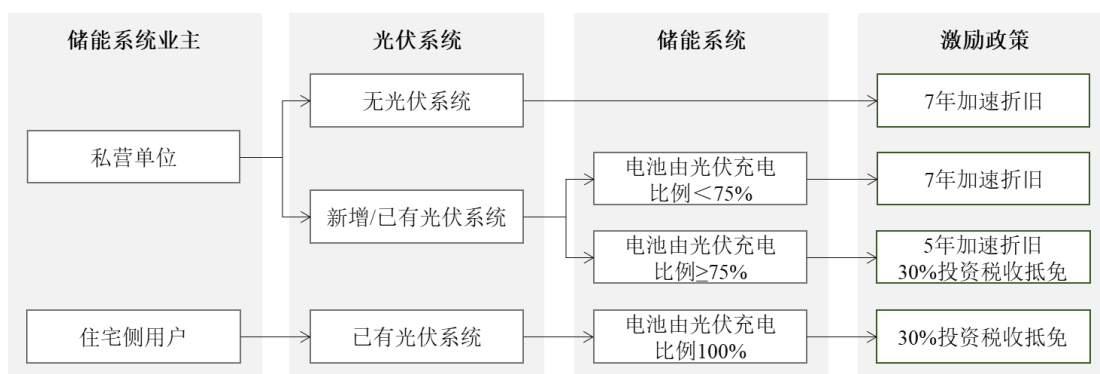 储能系统业主
光伏系统
储能系统
激励政策
无光伏系统
7年加速折旧
私营单位
电池由光伏充电
比例＜75%
7年加速折旧
新增/已有光伏系统
电池由光伏充电
比例≥75%
5年加速折旧
30%投资税收抵免
住宅侧用户
已有光伏系统
电池由光伏充电
比例100%
30%投资税收抵免